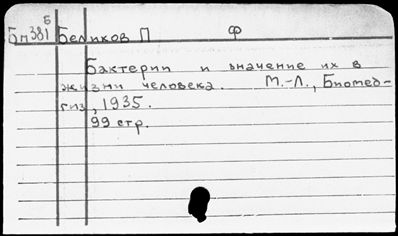 Б
Бп381 Беликов П Ф
Бактерии и значение их в
жизни человека. М.-Л., Биомед-
гиз, 1935.
99 стр.